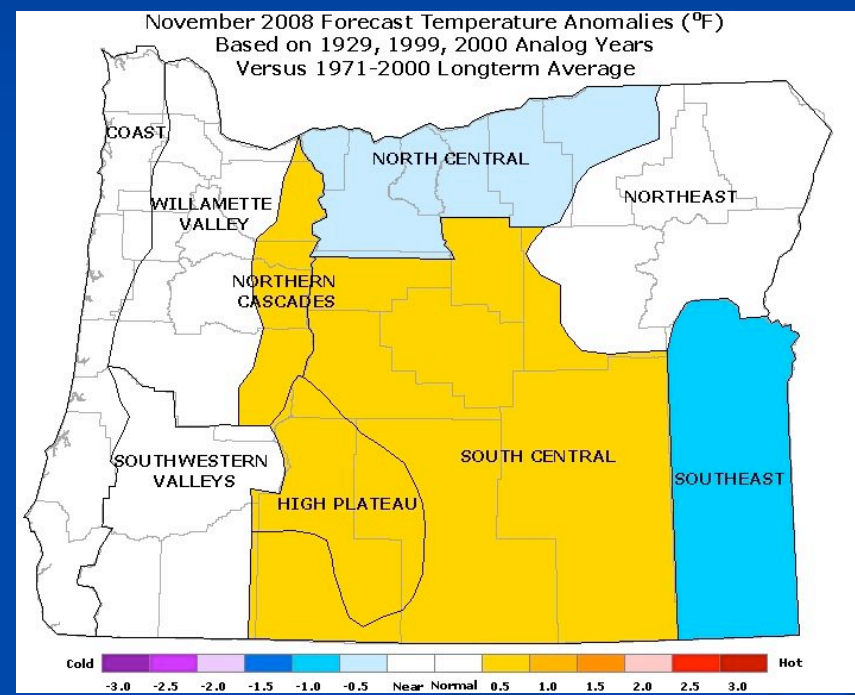 November 2008 Forecast Temperature Anomalies (ºF)
Based on 1929, 1999, 2000 Analog Years
Versus 1971-2000 Longterm Average
COAST
NORTH CENTRAL
WILLAMETTE
VALLEY
NORTHEAST
NORTHERN
CASCADES
SOUTHWESTERN
VALLEYS
SOUTH CENTRAL
HIGH PLATEAU
SOUTHEAST
Cold Hot
-3.0 -2.5 -2.0 -1.5 -1.0 -0.5 Near Normal 0.5 1.0 1.5 2.0 2.5 3.0